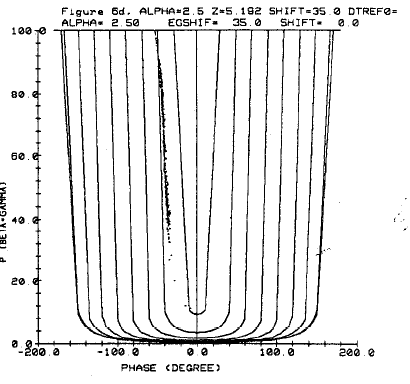 Figure 6d. ALPHA=2.5 Z=5.192 SHIFT=35.0 DTREF0=
ALPHA= 2.50 EGSHIF= 35.0 SHIFT= 0.0
100.0
80.0
60.0
40.0
20.0
0.0
P (BETA*GAMMA)
-200.0 -100.0 0.0 100.0 200.0
PHASE (DEGREE)